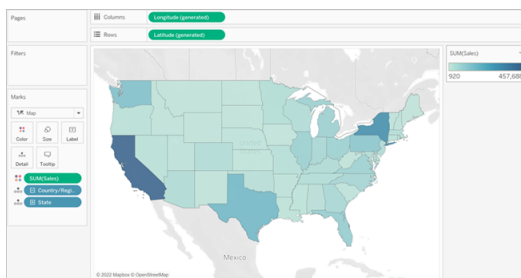 Pages
Columns
Longitude (generated)
Rows
Latitude (generated)
Filters
Marks
Map
Color
Size
Label
Detail
Tooltip
SUM(Sales)
Country/Regi..
State
Mexico
© 2022 Mapbox © OpenStreetMap
SUM(Sales)
920